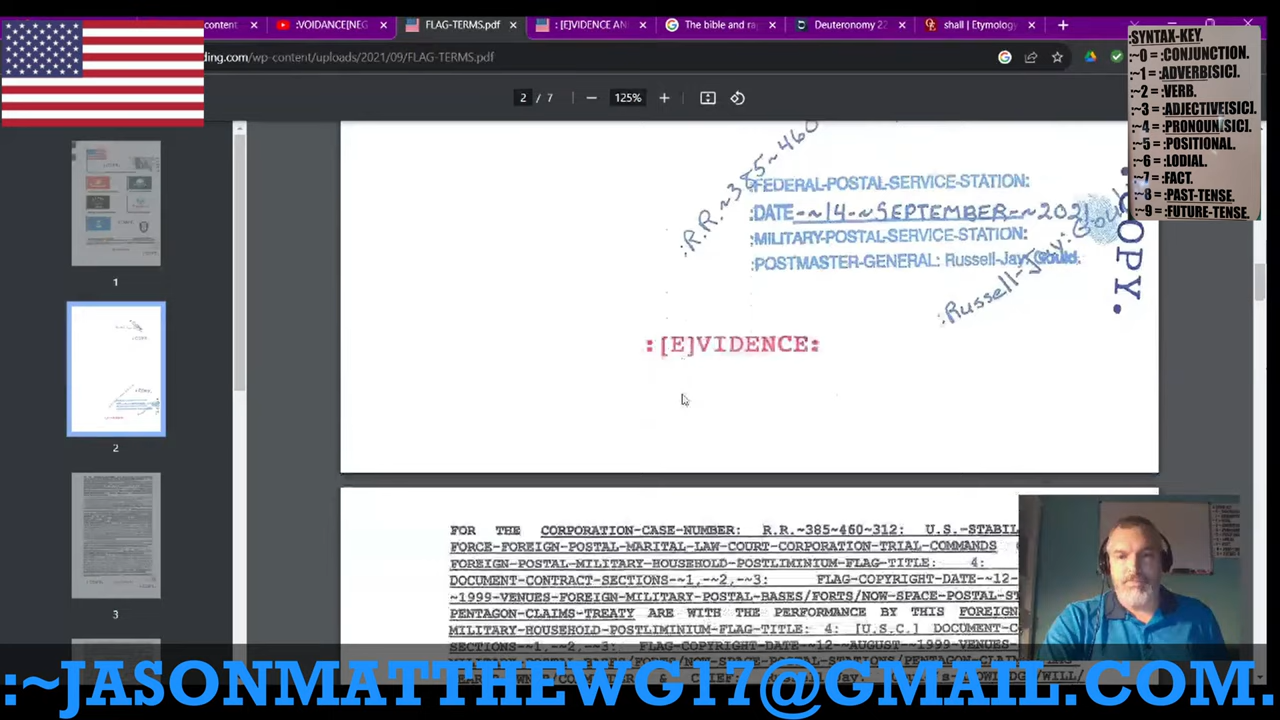 content
:VOIDANCE[NEG
FLAG-TERMS.pdf
: [E]VIDENCE AN
The bible and rap
Deuteronomy 22
shall | Etymology
ding.com/wp-content/uploads/2021/09/FLAG-TERMS.pdf
2 / 7
125%
:SYNTAX-KEY.
:~0 = :CONJUNCTION.
:~1 = :ADVERB[SIC].
:~2 = :VERB.
:~3 = :ADJECTIVE[SIC].
:~4 = :PRONOUN[SIC].
:~5 = :POSITIONAL.
:~6 = :LODIAL.
:~7 = :FACT.
:~8 = :PAST-TENSE.
:~9 = :FUTURE-TENSE.
1
2
3
:R.R.~385~460
:FEDERAL-POSTAL-SERVICE-STATION:
:DATE-~14-~SEPTEMBER-~2021
:MILITARY-POSTAL-SERVICE-STATION:
:POSTMASTER-GENERAL: Russell-Jay: Gould.
:Russell-Jay: Gould
OPY.
:[E]VIDENCE:
FOR THE CORPORATION-CASE-NUMBER: R.R.~385~460~312: U.S.-STABIL
FORCE-FOREIGN-POSTAL-MARITAL-LAW-COURT-CORPORATION-TRIAL-COMMANDS
FOREIGN-POSTAL-MILITARY-HOUSEHOLD-POSTLIMINIUM-FLAG-TITLE: 4:
DOCUMENT-CONTRACT-SECTIONS-~1,-~2,-~3: FLAG-COPYRIGHT-DATE-~12-
~1999-VENUES-FOREIGN-MILITARY-POSTAL-BASES/FORTS/NOW-SPACE-POSTAL-ST
PENTAGON-CLAIMS-TREATY ARE WITH THE PERFORMANCE BY THIS FOREIGN
MILITARY-HOUSEHOLD-POSTLIMINIUM-FLAG-TITLE: 4: [U.S.C.] DOCUMENT-C
SECTIONS-~1,-~2,-~3: FLAG-COPYRIGHT-DATE-~12-~AUGUST-~1999-VENUES-
:~JASONMATTHEWG17@GMAIL.COM.